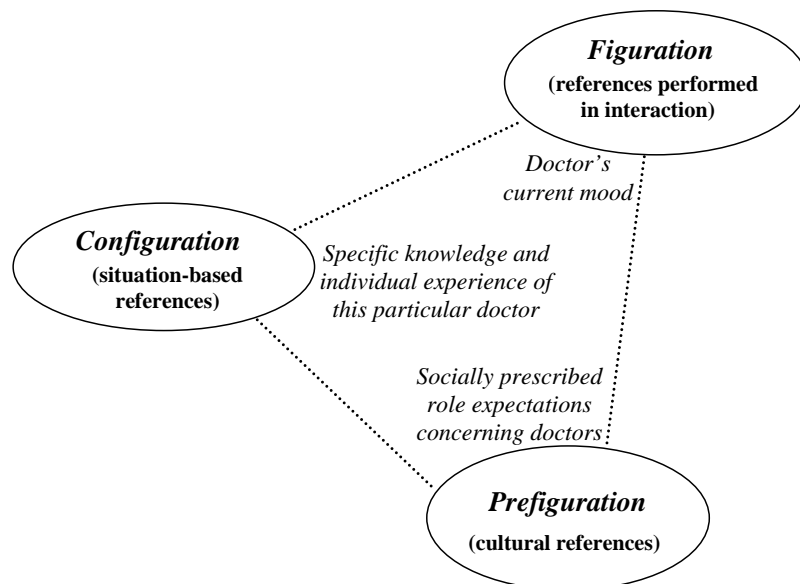 Figuration
(references performed
in interaction)
Doctor's
current mood
Configuration
(situation-based
references)
Specific knowledge and
individual experience of
this particular doctor
Socially prescribed
role expectations
concerning doctors
Prefiguration
(cultural references)